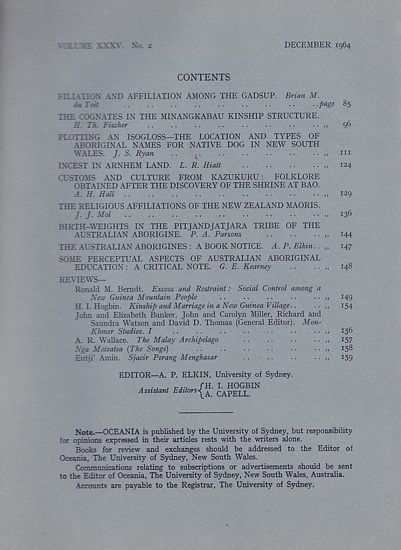 VOLUME XXXV. No. 2 DECEMBER 1964
CONTENTS
FILIATION AND AFFILIATION AMONG THE GADSUP. Brian M.
du Toit .. .. .. .. .. .. .. ..page 85
THE COGNATES IN THE MINANGKABAU KINSHIP STRUCTURE.
H. Th. Fischer .. .. .. .. .. .. .. „ 96
PLOTTING AN ISOGLOSS—THE LOCATION AND TYPES OF
ABORIGINAL NAMES FOR NATIVE DOG IN NEW SOUTH
WALES. J. S. Ryan .. .. .. .. .. .. „ 111
INCEST IN ARNHEM LAND. L. R. Hiatt .. .. .. .. „ 124
CUSTOMS AND CULTURE FROM KAZUKURU: FOLKLORE
OBTAINED AFTER THE DISCOVERY OF THE SHRINE AT BAO.
A. H. Hall .. .. .. .. .. .. .. .. „ 129
THE RELIGIOUS AFFILIATIONS OF THE NEW ZEALAND MAORIS.
J. J. Mol .. .. .. .. .. .. .. .. „ 136
BIRTH-WEIGHTS IN THE PITJANDJATJARA TRIBE OF THE
AUSTRALIAN ABORIGINE. P. A. Parsons .. .. .. „ 144
THE AUSTRALIAN ABORIGINES: A BOOK NOTICE. A. P. Elkin.. „ 147
SOME PERCEPTUAL ASPECTS OF AUSTRALIAN ABORIGINAL
EDUCATION: A CRITICAL NOTE. G. E. Kearney .. .. „ 148
REVIEWS—
Ronald M. Berndt. Excess and Restraint: Social Control among a
New Guinea Mountain People .. .. .. .. .. „ 149
H. I. Hogbin. Kinship and Marriage in a New Guinea Village.. „ 154
John and Elizabeth Banker, John and Carolyn Miller, Richard and
Saundra Watson and David D. Thomas (General Editor). Mon-
Khmer Studies. I .. .. .. .. .. .. .. „ 156
A. R. Wallace. The Malay Archipelago .. .. .. .. „ 157
Nga Moteatea (The Songs) .. .. .. .. .. .. „ 158
Entji' Amin. Sjacir Perang Menghasar .. .. .. .. „ 159
EDITOR—A. P. ELKIN, University of Sydney.
Assistant Editors { H. I. HOGBIN
A. CAPELL.
Note.—OCEANIA is published by the University of Sydney, but responsibility
for opinions expressed in their articles rests with the writers alone.
Books for review and exchanges should be addressed to the Editor of
Oceania, The University of Sydney, New South Wales.
Communications relating to subscriptions or advertisements should be sent
to the Editor of Oceania, The University of Sydney, New South Wales, Australia.
Accounts are payable to the Registrar, The University of Sydney.